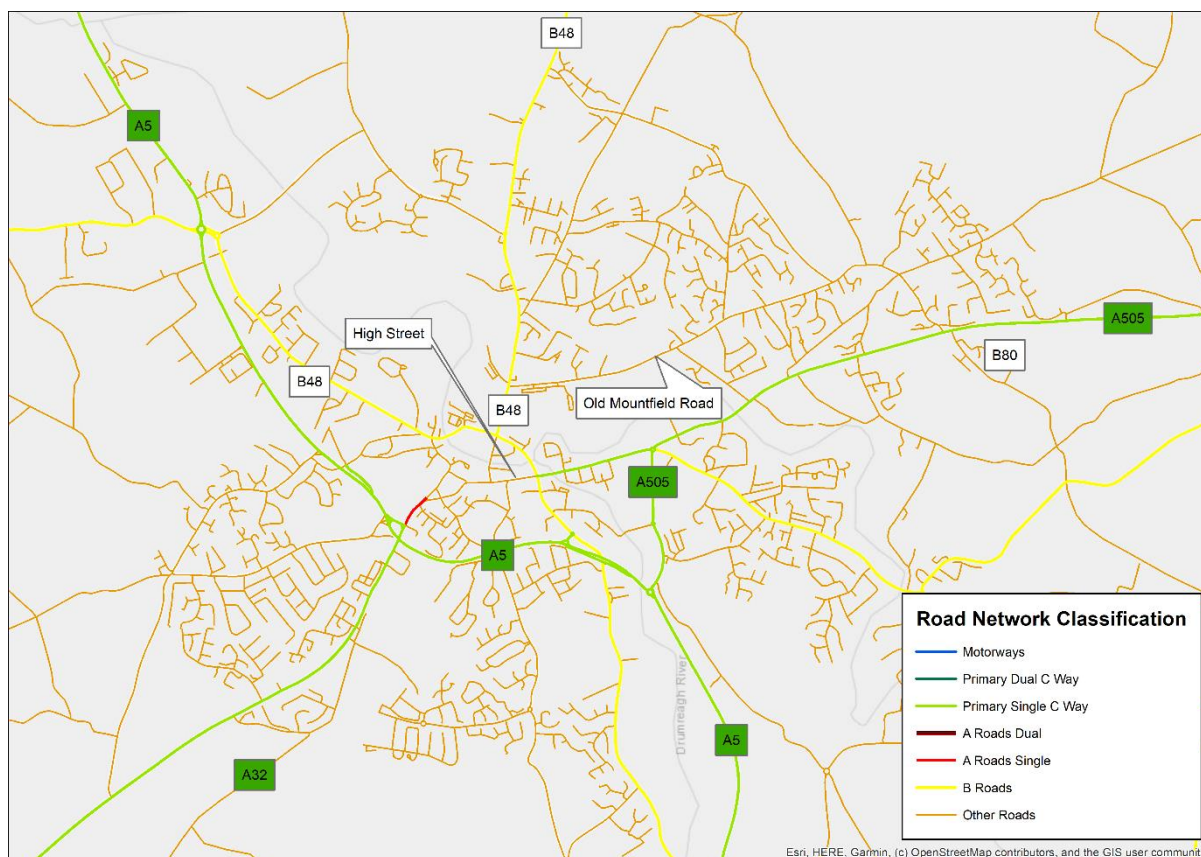 B48
A5
A505
High Street
B80
B48
Old Mountfield Road
B48
A505
A5
Drumreagh River
A5
A32
Road Network Classification
Motorways
Primary Dual C Way
Primary Single C Way
A Roads Dual
A Roads Single
B Roads
Other Roads
Esri, HERE, Garmin, (c) OpenStreetMap contributors, and the GIS user communit